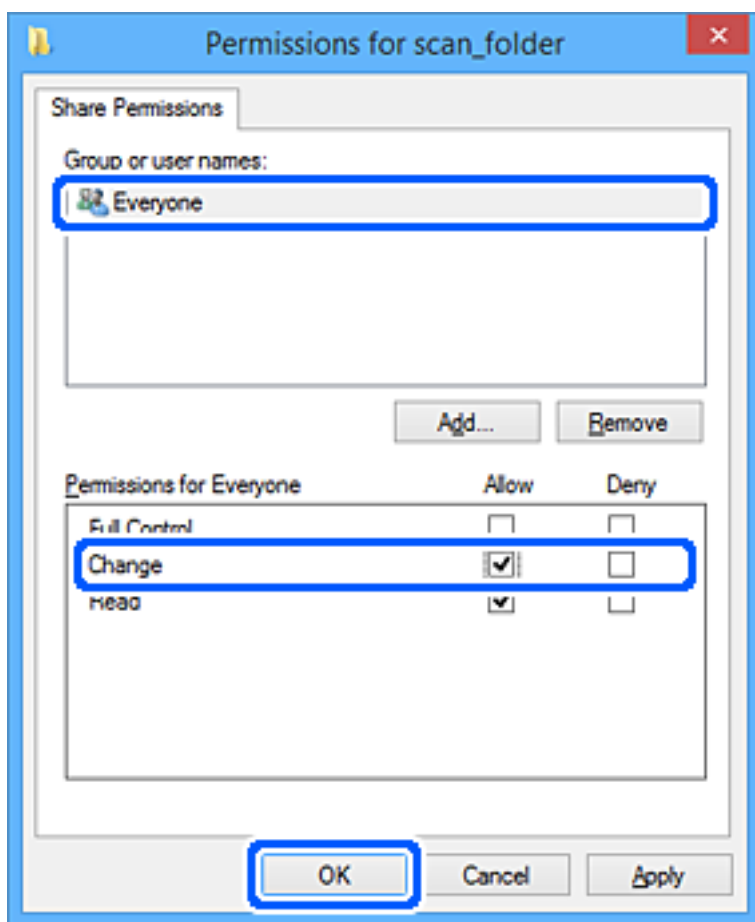 Permissions for scan_folder
Share Permissions
Group or user names:
Everyone
Add...
Remove
Permissions for Everyone Allow Deny
Full Control
Change
Read
OK Cancel Apply